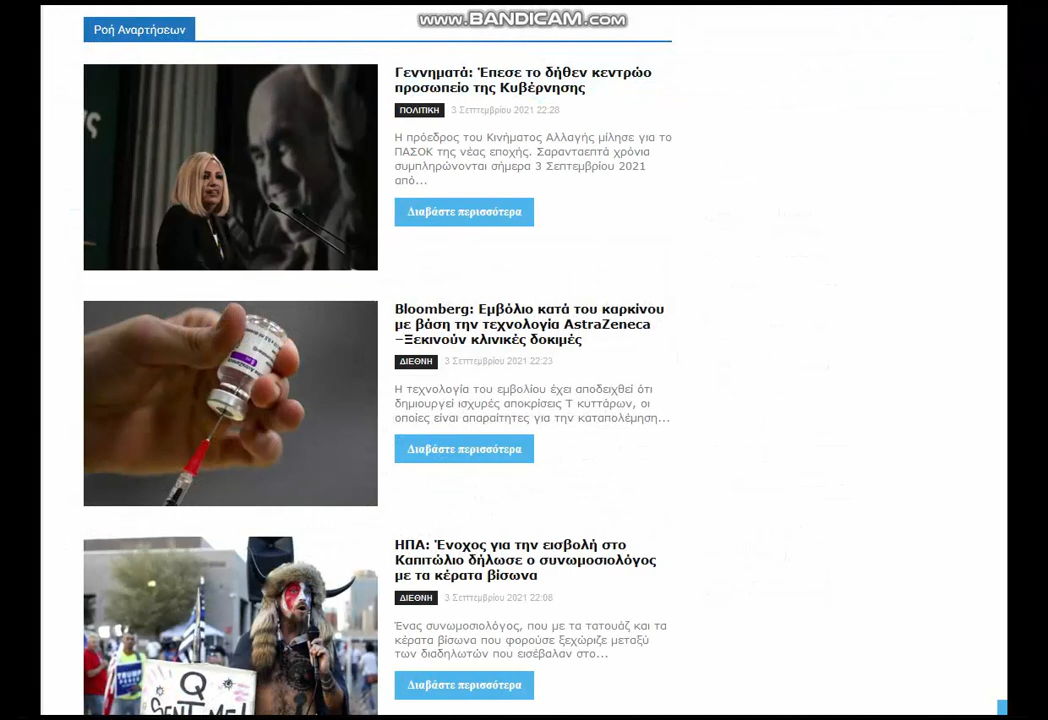 www.BANDICAM.com
Ροή Αναρτήσεων
Γεννηματά: Έπεσε το δήθεν κεντρώο
προσωπείο της Κυβέρνησης
ΠΟΛΙΤΙΚΗ 3 Σεπτεμβρίου 2021 22:28
Η πρόεδρος του Κινήματος Αλλαγής μίλησε για το
ΠΑΣΟΚ της νέας εποχής. Σαρανταεπτά χρόνια
συμπληρώνονται σήμερα 3 Σεπτεμβρίου 2021
από...
Διαβάστε περισσότερα
Bloomberg: Εμβόλιο κατά του καρκίνου
με βάση την τεχνολογία AstraZeneca
–Ξεκινούν κλινικές δοκιμές
ΔΙΕΘΝΗ 3 Σεπτεμβρίου 2021 22:23
Η τεχνολογία του εμβολίου έχει αποδειχθεί ότι
δημιουργεί ισχυρές αποκρίσεις Τ κυττάρων, οι
οποίες είναι απαραίτητες για την καταπολέμηση...
Διαβάστε περισσότερα
ΗΠΑ: Ένοχος για την εισβολή στο
Καπιτώλιο δήλωσε ο συνωμοσιολόγος
με τα κέρατα βίσωνα
ΔΙΕΘΝΗ 3 Σεπτεμβρίου 2021 22:08
Ένας συνωμοσιολόγος, που με τα τατουάζ και τα
κέρατα βίσωνα που φορούσε ξεχώριζε μεταξύ
των διαδηλωτών που εισέβαλαν στο...
Διαβάστε περισσότερα
TRUMP
Q
SENT ME!